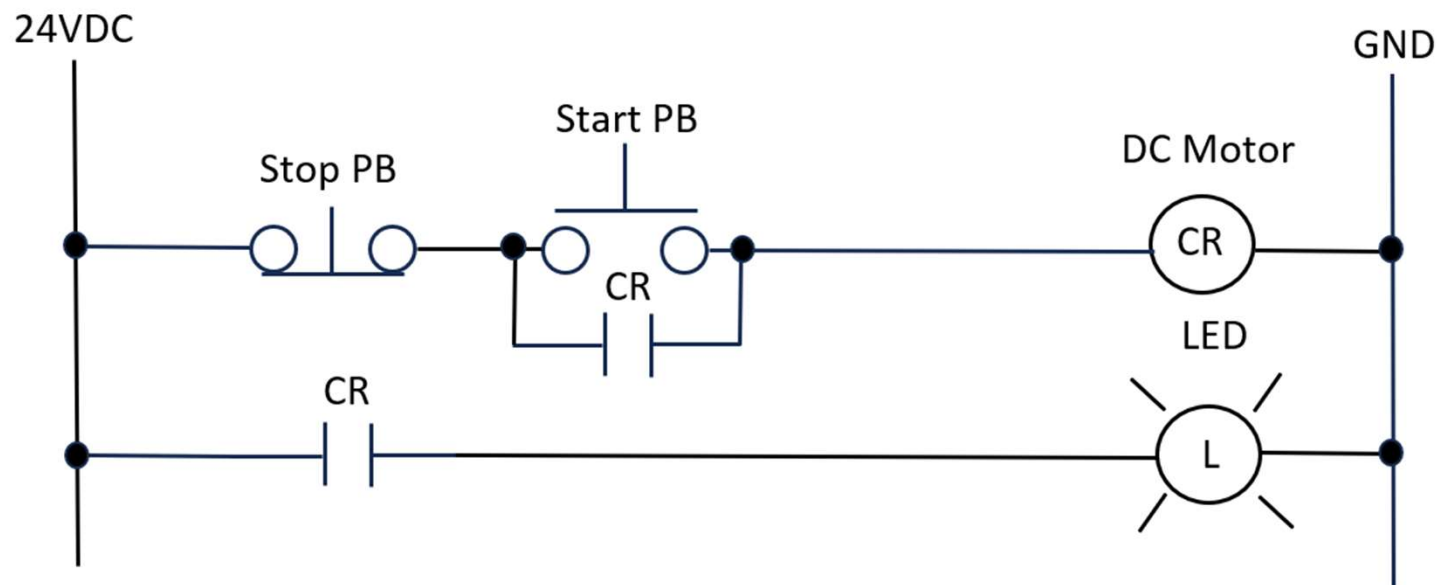 24VDC
GND
Start PB
DC Motor
Stop PB
CR
CR
LED
CR
L